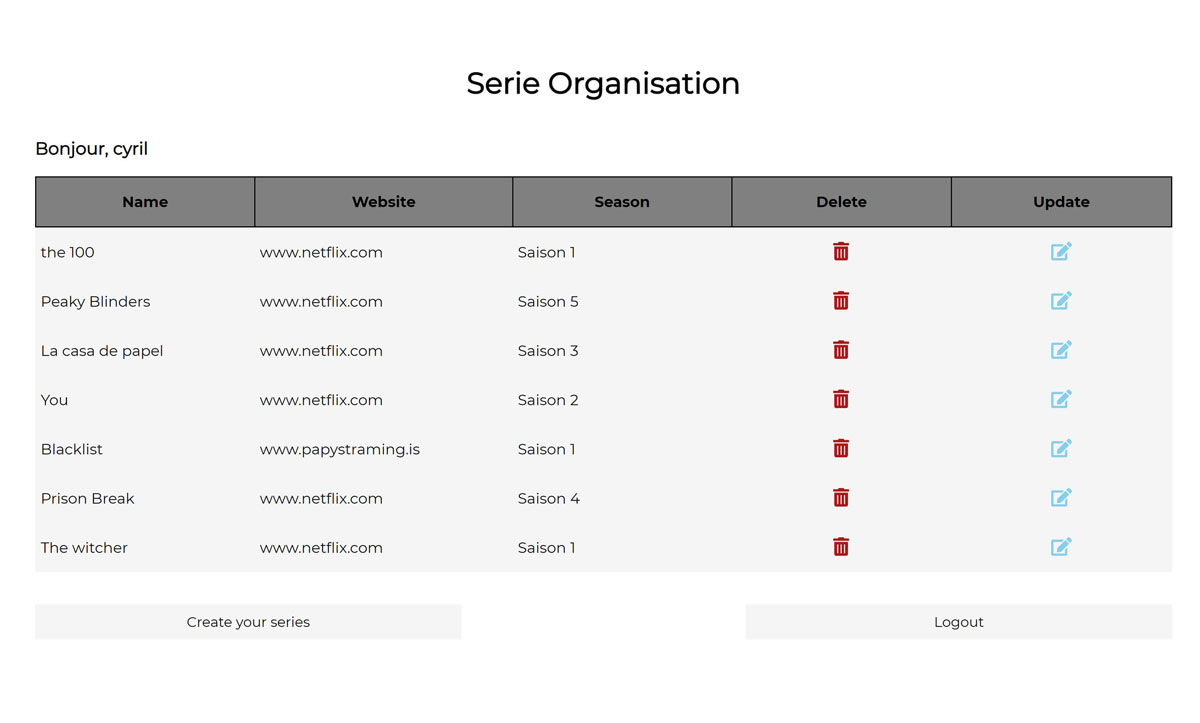 Serie Organisation
Bonjour, cyril
Name Website Season Delete Update
the 100 www.netflix.com Saison 1
Peaky Blinders www.netflix.com Saison 5
La casa de papel www.netflix.com Saison 3
You www.netflix.com Saison 2
Blacklist www.papystraming.is Saison 1
Prison Break www.netflix.com Saison 4
The witcher www.netflix.com Saison 1
Create your series Logout